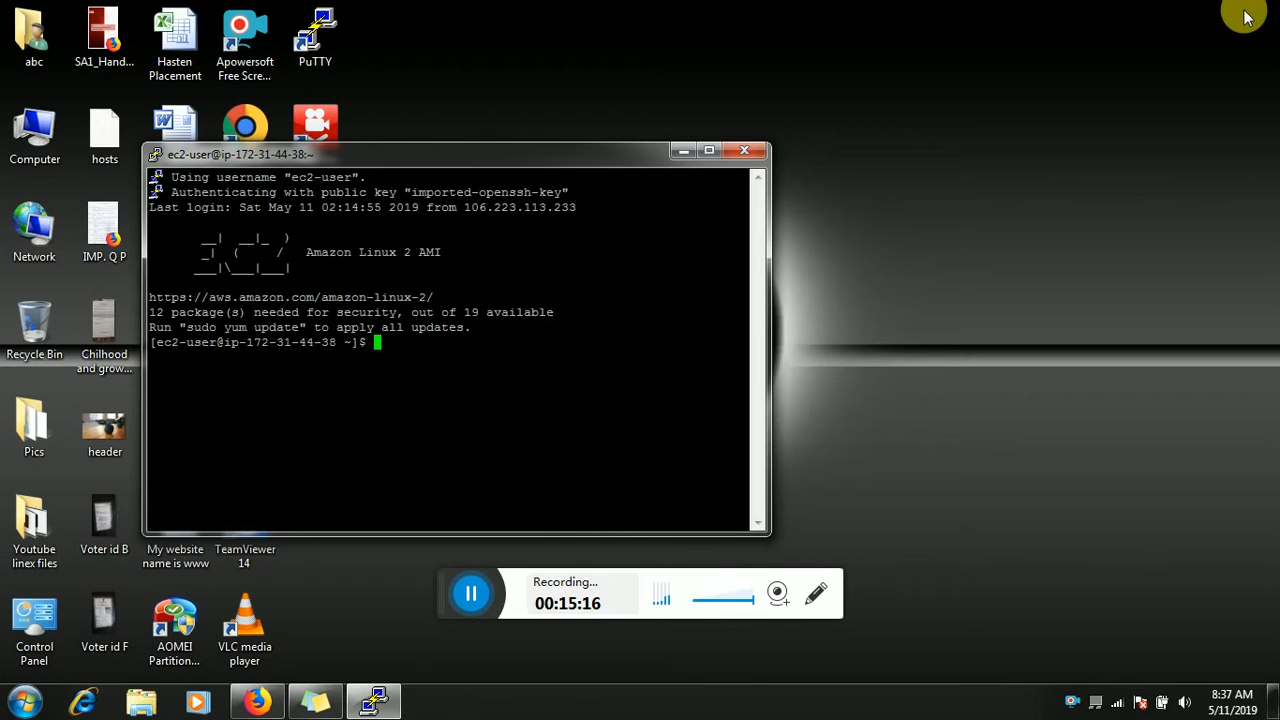 abc
SA1_Hand...
Hasten
Placement
Apowersoft
Free Scre...
PuTTY
Computer
hosts
ec2-user@ip-172-31-44-38:~
Using username "ec2-user".
Authenticating with public key "imported-openssh-key"
Last login: Sat May 11 02:14:55 2019 from 106.223.113.233
__|  __|_  )
_|  (     /   Amazon Linux 2 AMI
___|\___|___|
https://aws.amazon.com/amazon-linux-2/
12 package(s) needed for security, out of 19 available
Run "sudo yum update" to apply all updates.
[ec2-user@ip-172-31-44-38 ~]$
Network
IMP. Q P
Recycle Bin
Chilhood
and grow...
Pics
header
Youtube
linex files
Voter id B
My website
name is www
TeamViewer
14
Recording...
00:15:16
Control
Panel
Voter id F
AOMEI
Partition...
VLC media
player
8:37 AM
5/11/2019